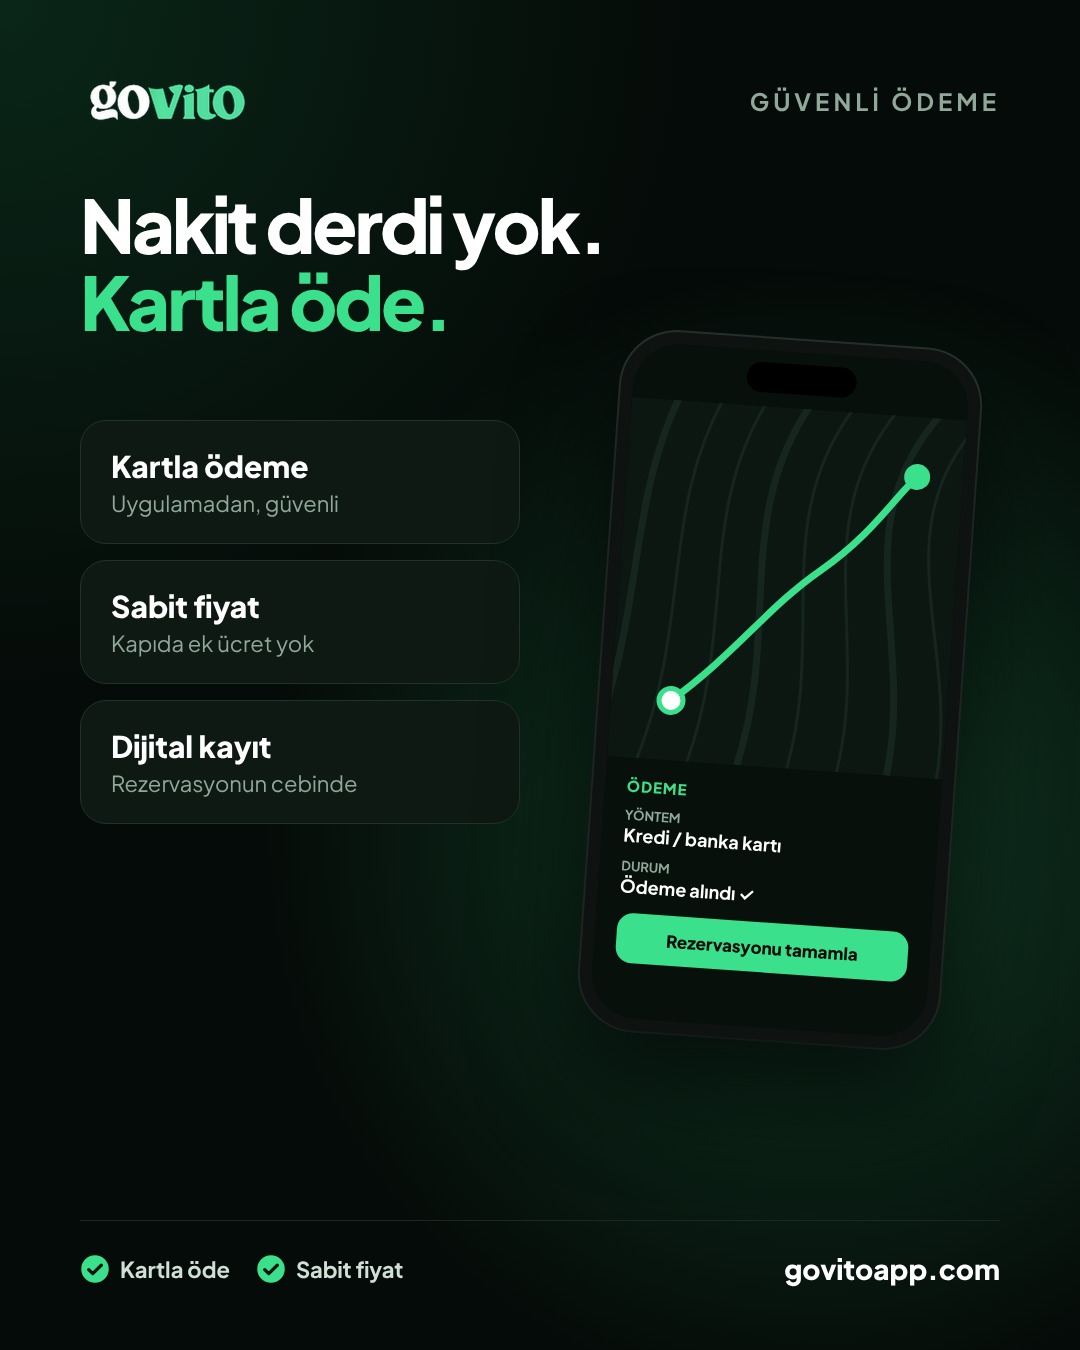 govito
GÜVENLİ ÖDEME
Nakit derdi yok.
Kartla öde.
Kartla ödeme
Uygulamadan, güvenli
Sabit fiyat
Kapıda ek ücret yok
Dijital kayıt
Rezervasyonun cebinde
ÖDEME
YÖNTEM
Kredi / banka kartı
DURUM
Ödeme alındı ✓
Rezervasyonu tamamla
Kartla öde
Sabit fiyat
govitoapp.com